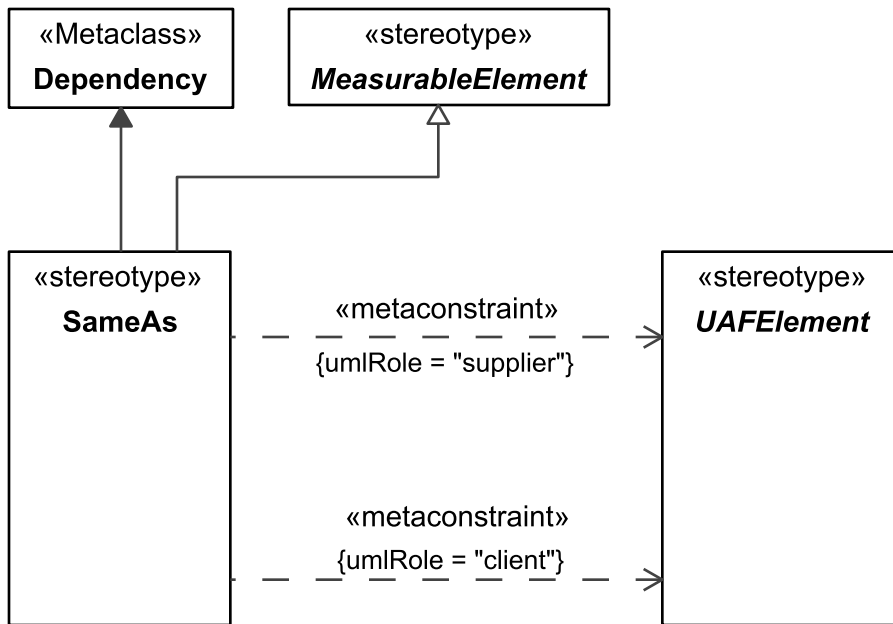 «Metaclass»
Dependency
«stereotype»
MeasurableElement
«stereotype»
SameAs
«metaconstraint»
{umlRole = "supplier"}
«stereotype»
UAFElement
«metaconstraint»
{umlRole = "client"}